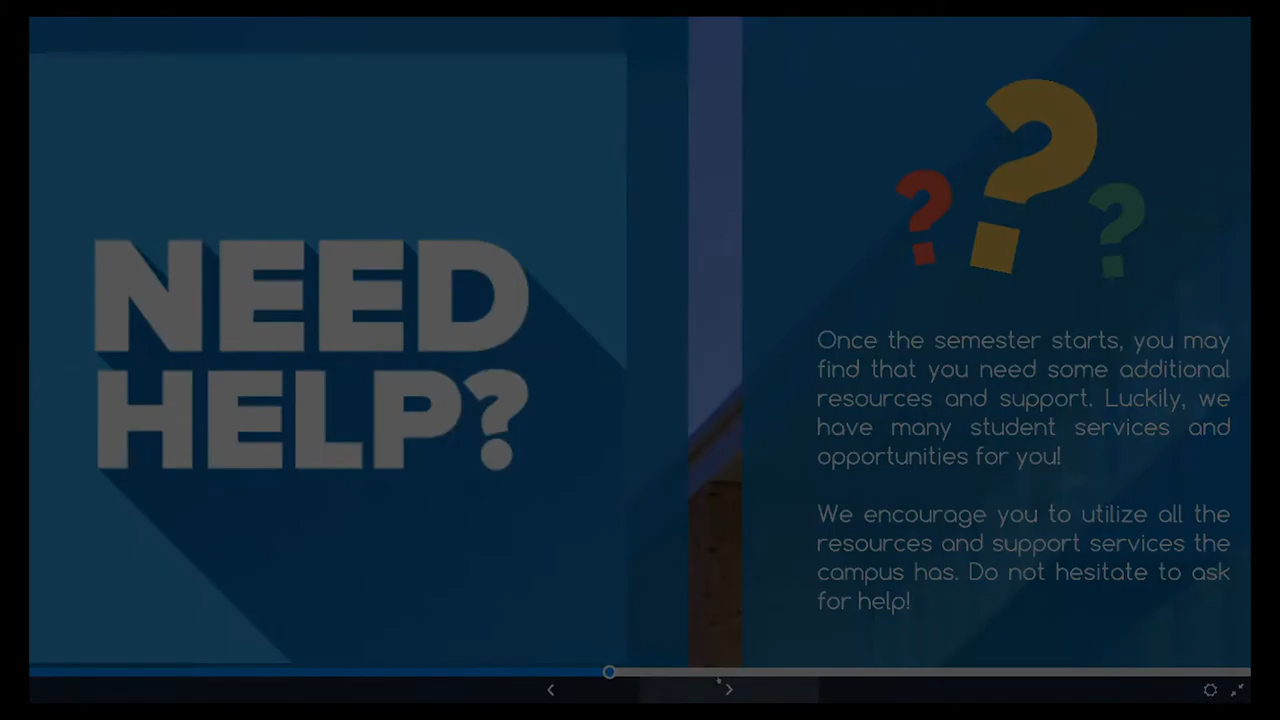 NEED
HELP?
? ? ?
Once the semester starts, you may
find that you need some additional
resources and support. Luckily, we
have many student services and
opportunities for you!
We encourage you to utilize all the
resources and support services the
campus has. Do not hesitate to ask
for help!